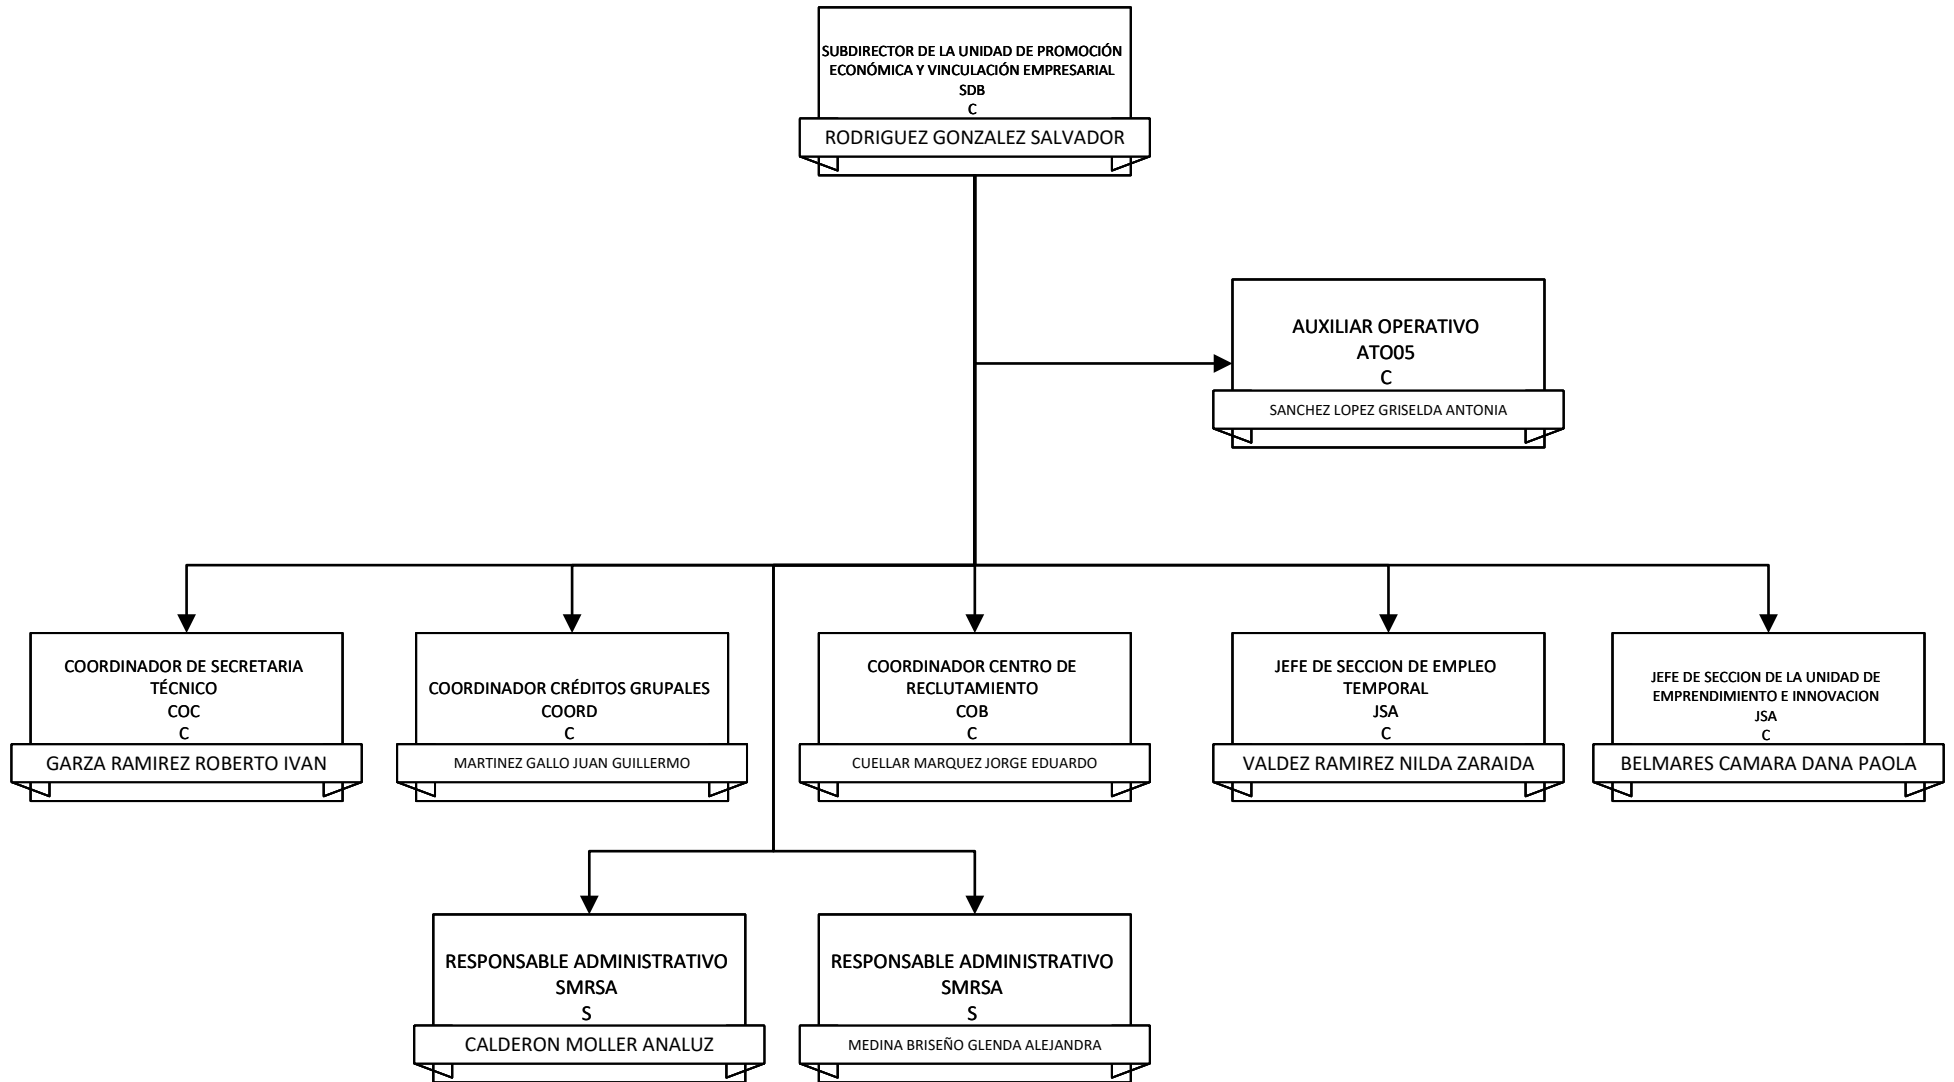 SUBDIRECTOR DE LA UNIDAD DE PROMOCIÓN
ECONÓMICA Y VINCULACIÓN EMPRESARIAL
SDB
C
RODRIGUEZ GONZALEZ SALVADOR
AUXILIAR OPERATIVO
ATO05
C
SANCHEZ LOPEZ GRISELDA ANTONIA
COORDINADOR DE SECRETARIA
TÉCNICO
COC
C
GARZA RAMIREZ ROBERTO IVAN
COORDINADOR CRÉDITOS GRUPALES
COORD
C
MARTINEZ GALLO JUAN GUILLERMO
COORDINADOR CENTRO DE
RECLUTAMIENTO
COB
C
CUELLAR MARQUEZ JORGE EDUARDO
JEFE DE SECCION DE EMPLEO
TEMPORAL
JSA
C
VALDEZ RAMIREZ NILDA ZARAIDA
JEFE DE SECCION DE LA UNIDAD DE
EMPRENDIMIENTO E INNOVACION
JSA
C
BELMARES CAMARA DANA PAOLA
RESPONSABLE ADMINISTRATIVO
SMRSA
S
CALDERON MOLLER ANALUZ
RESPONSABLE ADMINISTRATIVO
SMRSA
S
MEDINA BRISEÑO GLENDA ALEJANDRA